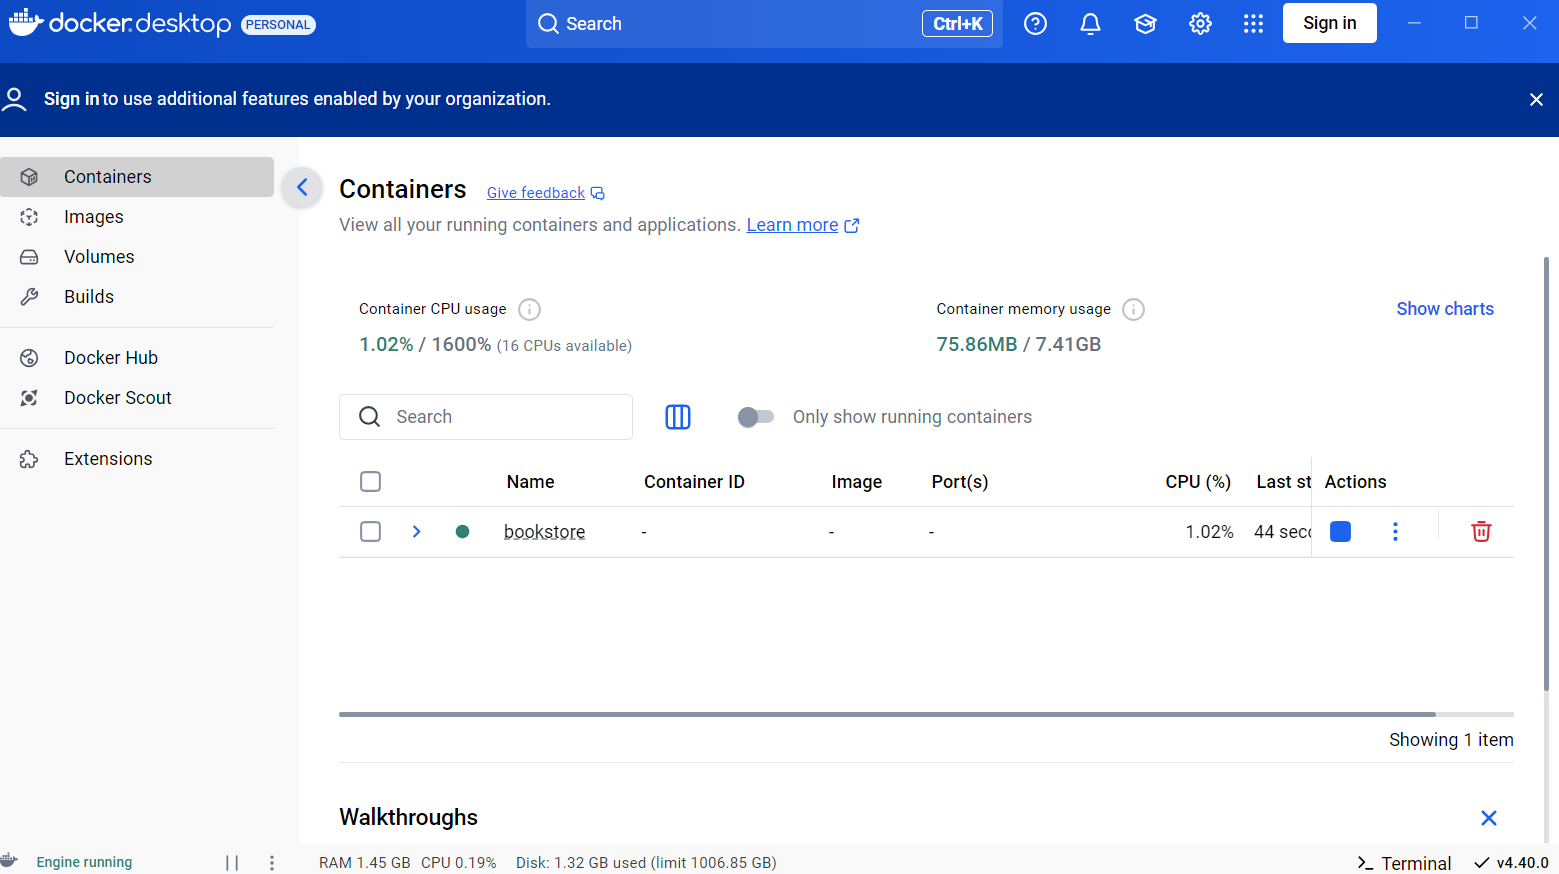 docker.desktop PERSONAL Search Ctrl+K Sign in
Sign in to use additional features enabled by your organization.
Containers
Images
Volumes
Builds
Docker Hub
Docker Scout
Extensions
Containers Give feedback
View all your running containers and applications. Learn more
Container CPU usage
1.02% / 1600% (16 CPUs available)
Container memory usage
75.86MB / 7.41GB
Show charts
Search
Only show running containers
Name Container ID Image Port(s) CPU (%) Last st Actions
bookstore - - - 1.02% 44 seco
Showing 1 item
Walkthroughs
Engine running RAM 1.45 GB CPU 0.19% Disk: 1.32 GB used (limit 1006.85 GB) Terminal v4.40.0